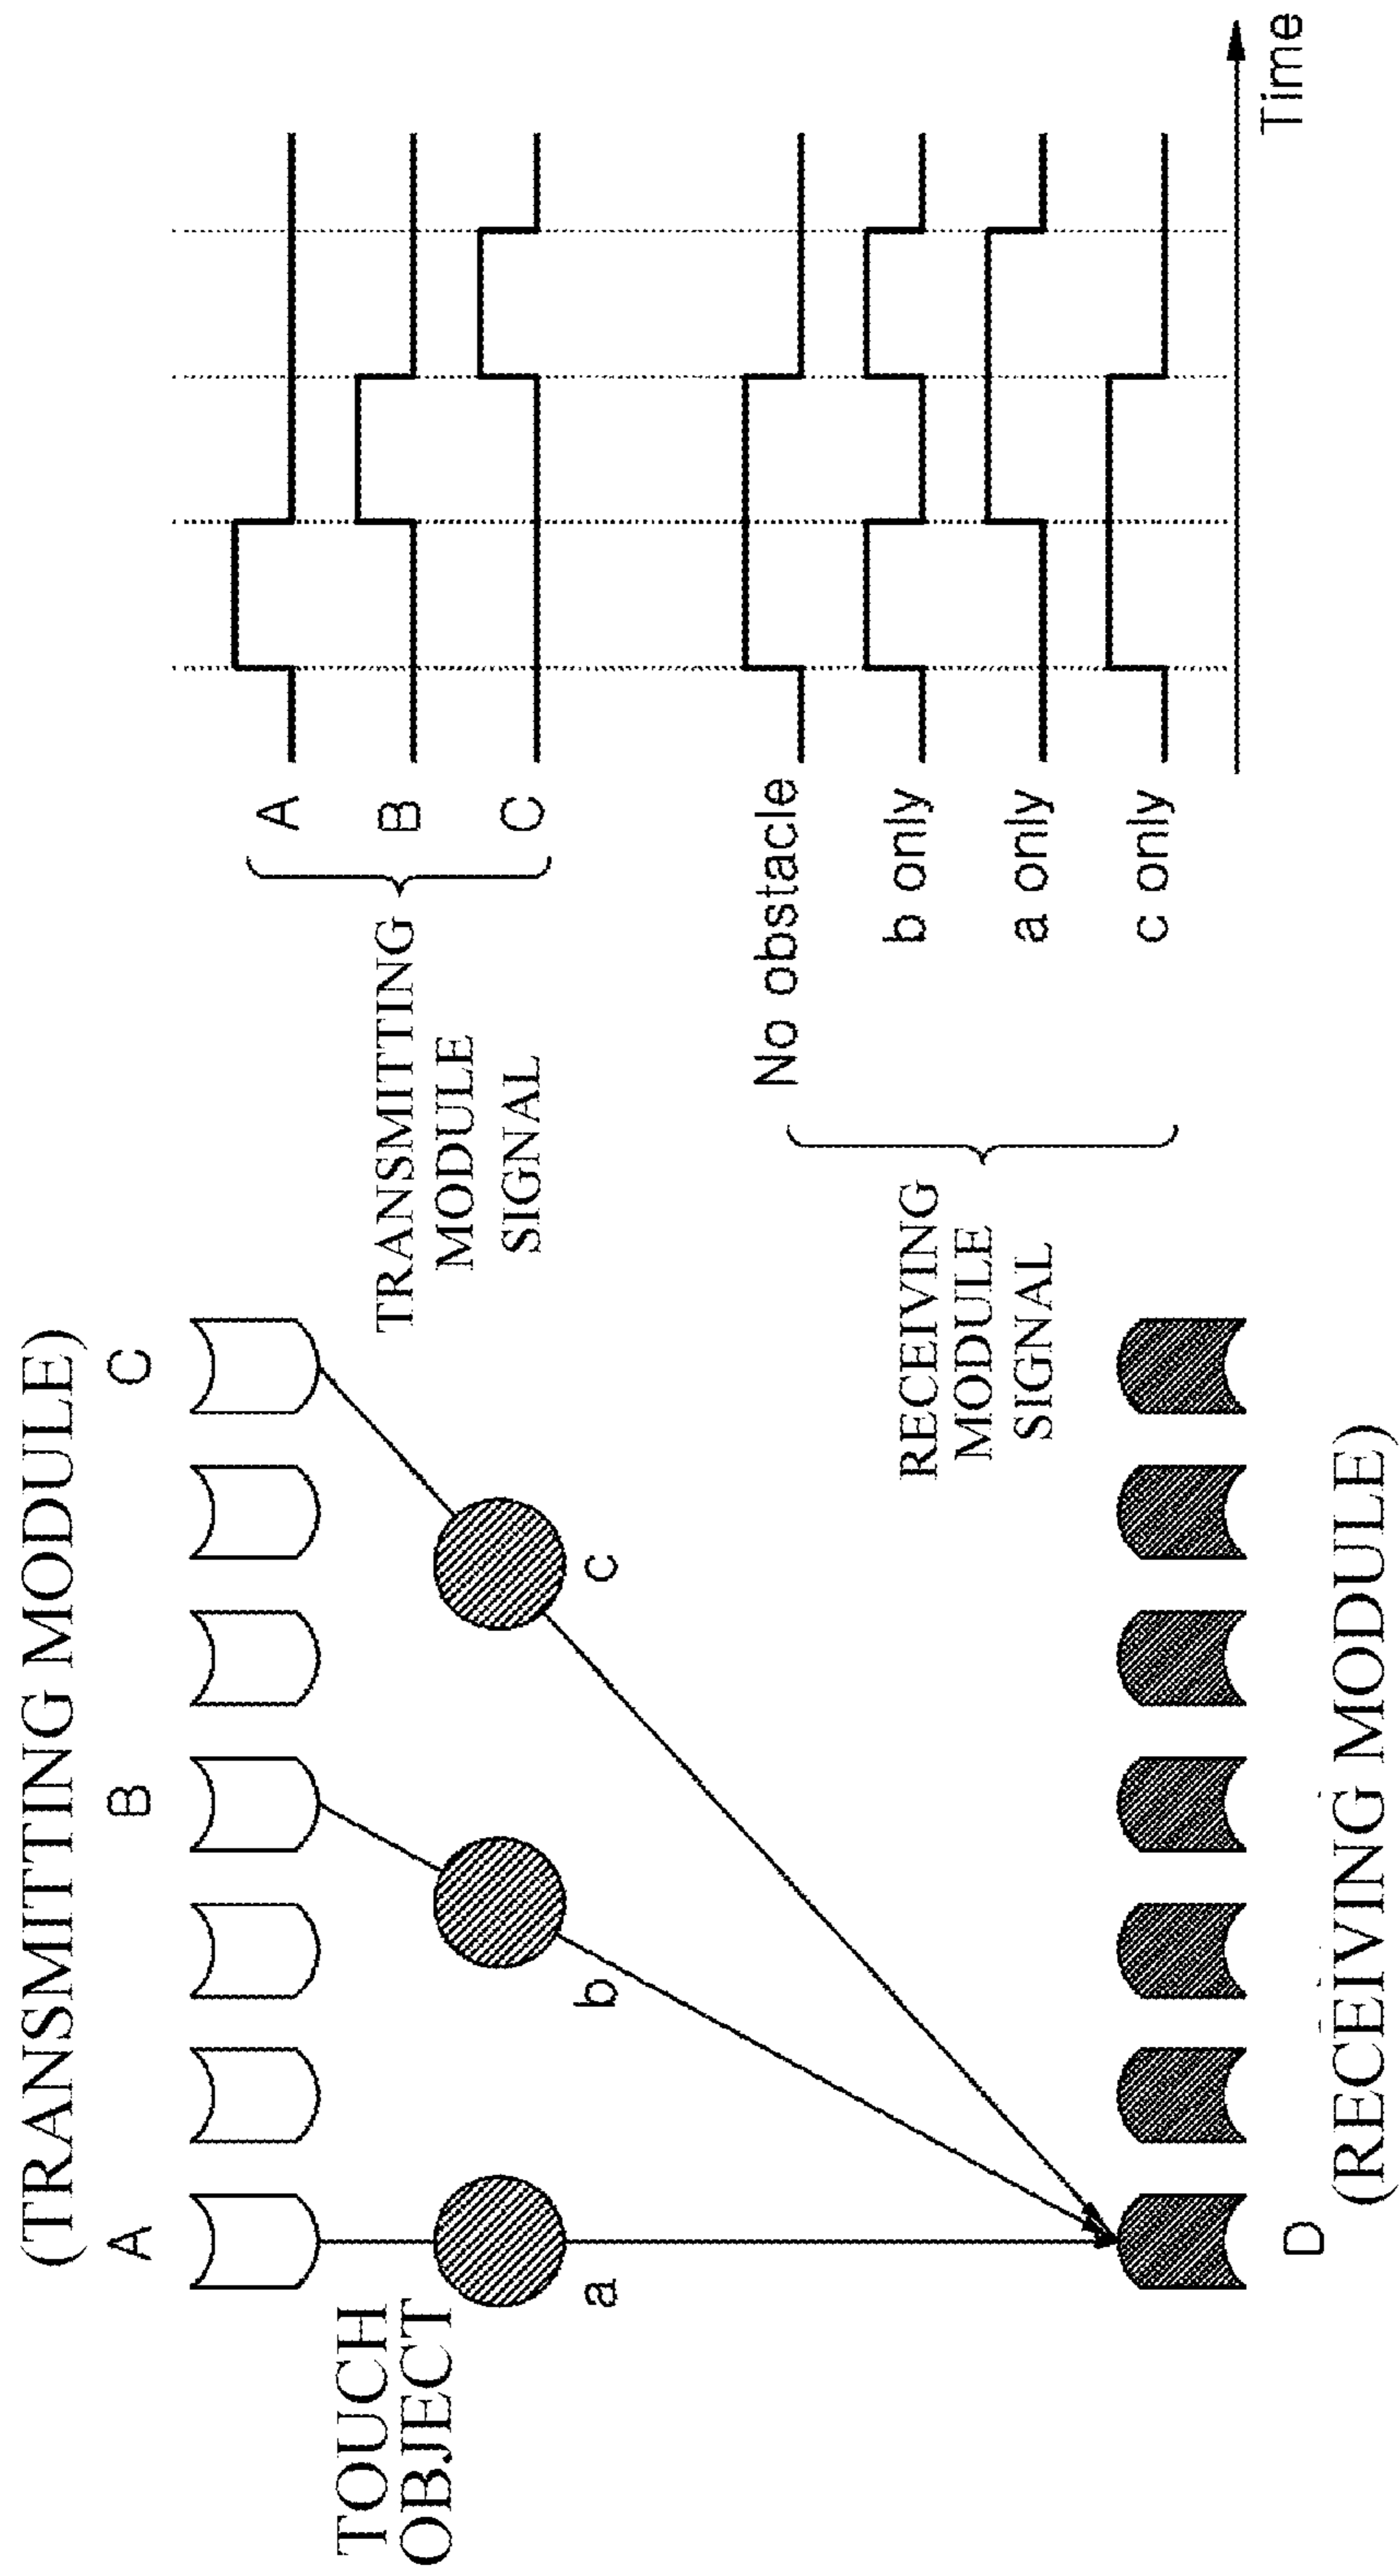 (TRANSMITTING MODULE)
A
B
C
TOUCH
OBJECT
a
b
c
D
(RECEIVING MODULE)
TRANSMITTING
MODULE
SIGNAL
A
B
C
RECEIVING
MODULE
SIGNAL
No obstacle
b only
a only
c only
Time